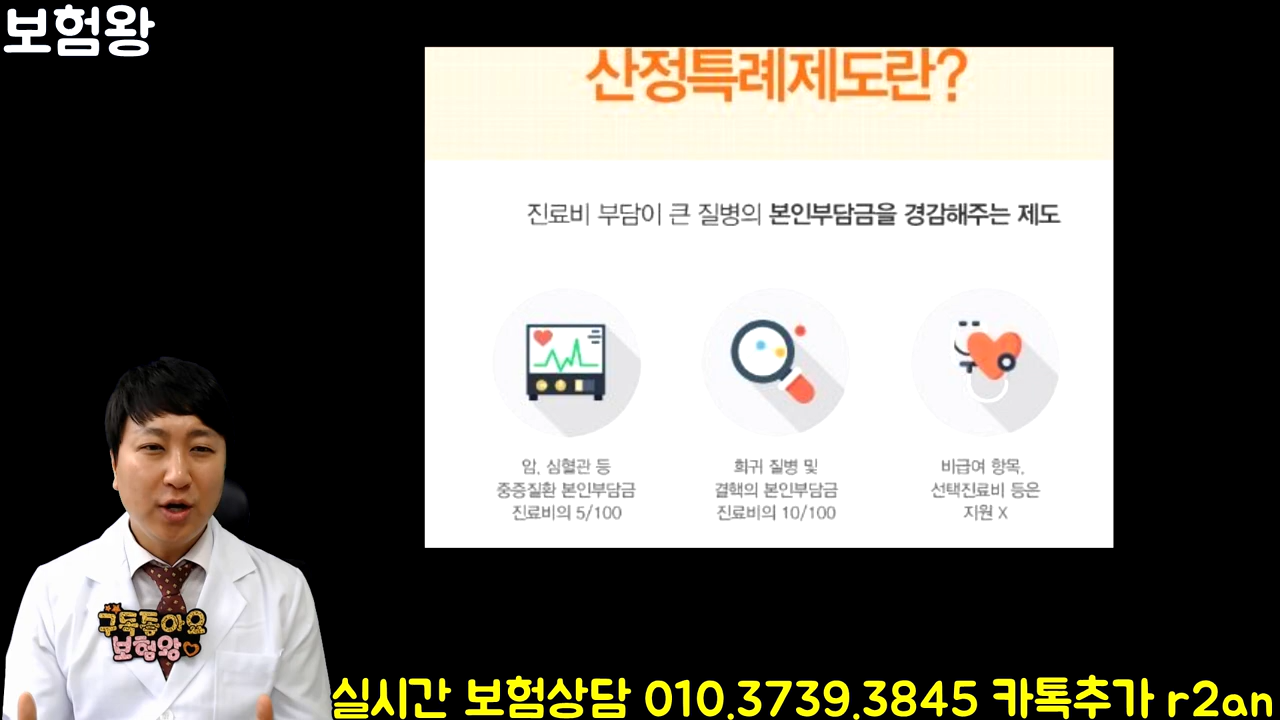 보험왕
산정특례제도란?
진료비 부담이 큰 질병의 본인부담금을 경감해주는 제도
암, 심혈관 등
중증질환 본인부담금
진료비의 5/100
희귀 질병 및
결핵의 본인부담금
진료비의 10/100
비급여 항목,
선택진료비 등은
지원 X
구독좋아요
보험왕
실시간 보험상담 010.3739.3845 카톡추가 r2an